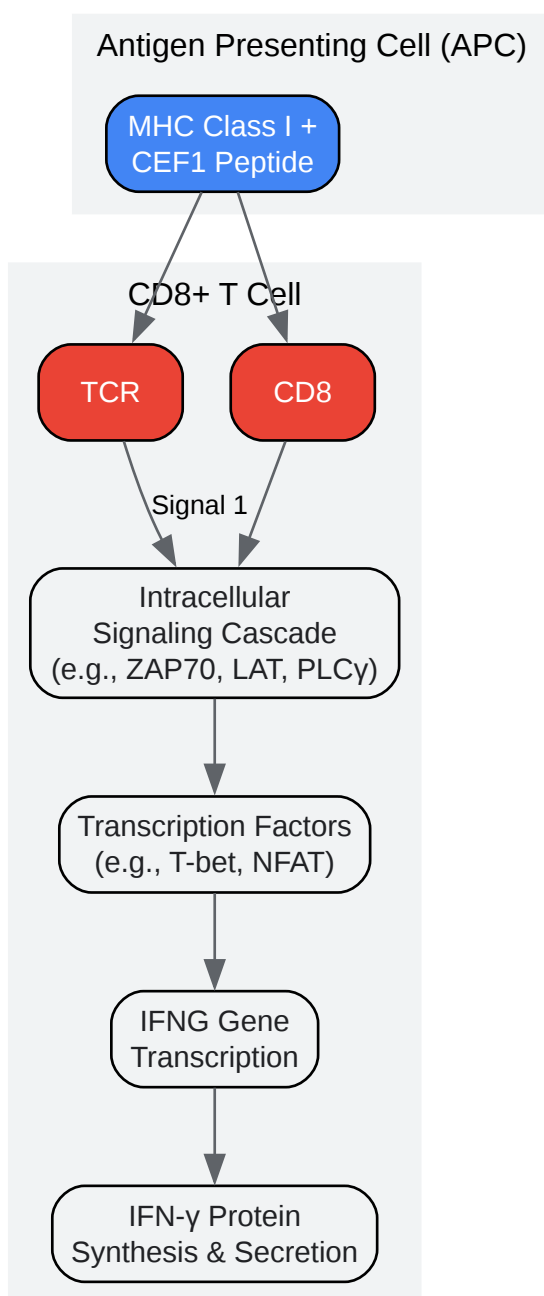 Antigen Presenting Cell (APC)
MHC Class I +
CEF1 Peptide
CD8+ T Cell
TCR
CD8
Signal 1
Intracellular
Signaling Cascade
(e.g., ZAP70, LAT, PLCγ)
Transcription Factors
(e.g., T-bet, NFAT)
IFNG Gene
Transcription
IFN-γ Protein
Synthesis & Secretion